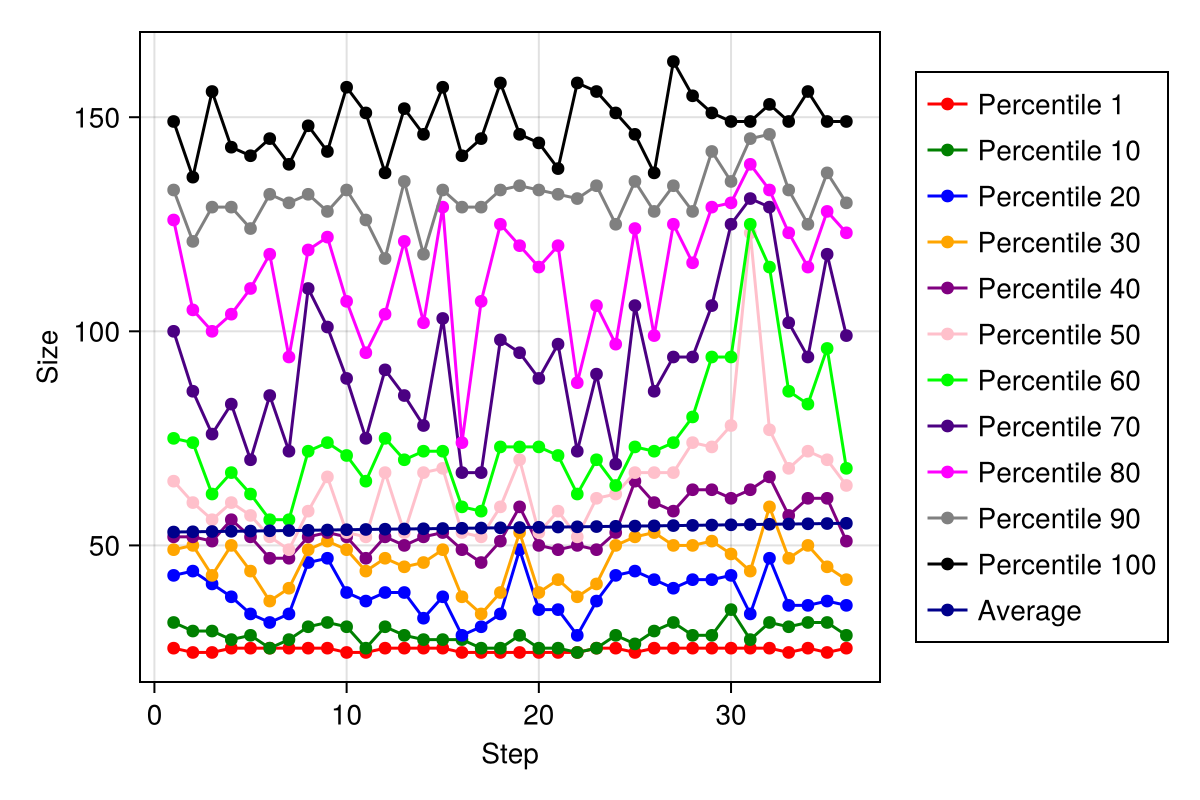 150
100
50
Size
0
10
20
30
Step
Percentile 1
Percentile 10
Percentile 20
Percentile 30
Percentile 40
Percentile 50
Percentile 60
Percentile 70
Percentile 80
Percentile 90
Percentile 100
Average